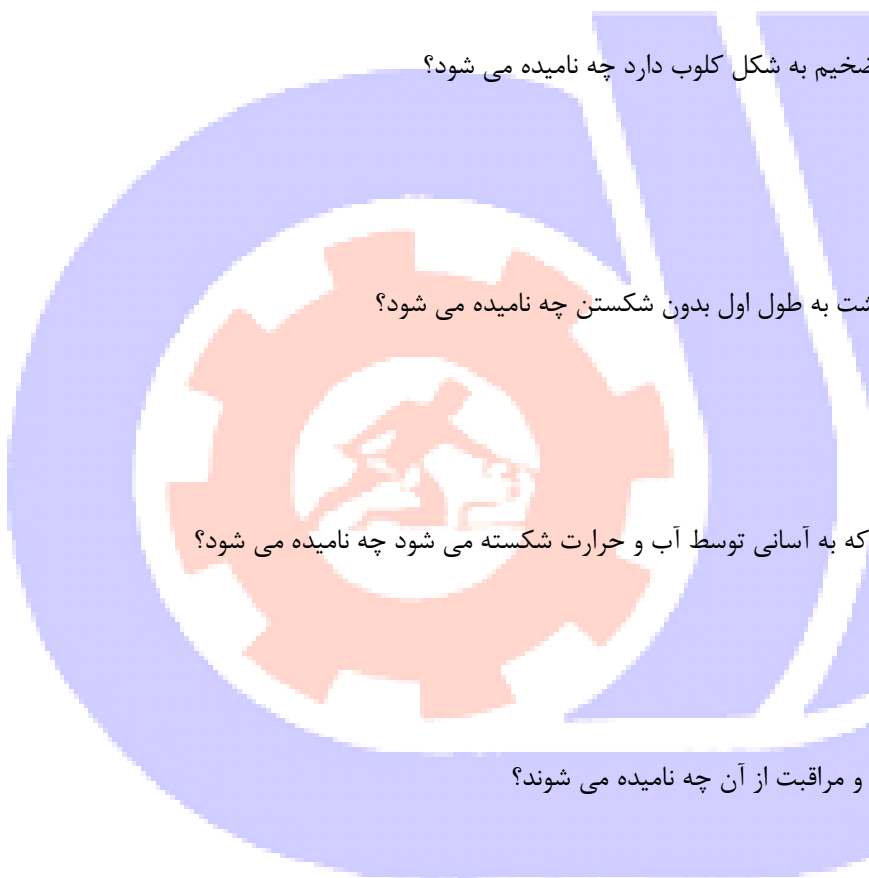 ضخیم به شکل کلوب دارد چه نامیده می شود؟
شت به طول اول بدون شکستن چه نامیده می شود؟
که به آسانی توسط آب و حرارت شکسته می شود چه نامیده می شود؟
و مراقبت از آن چه نامیده می شوند؟